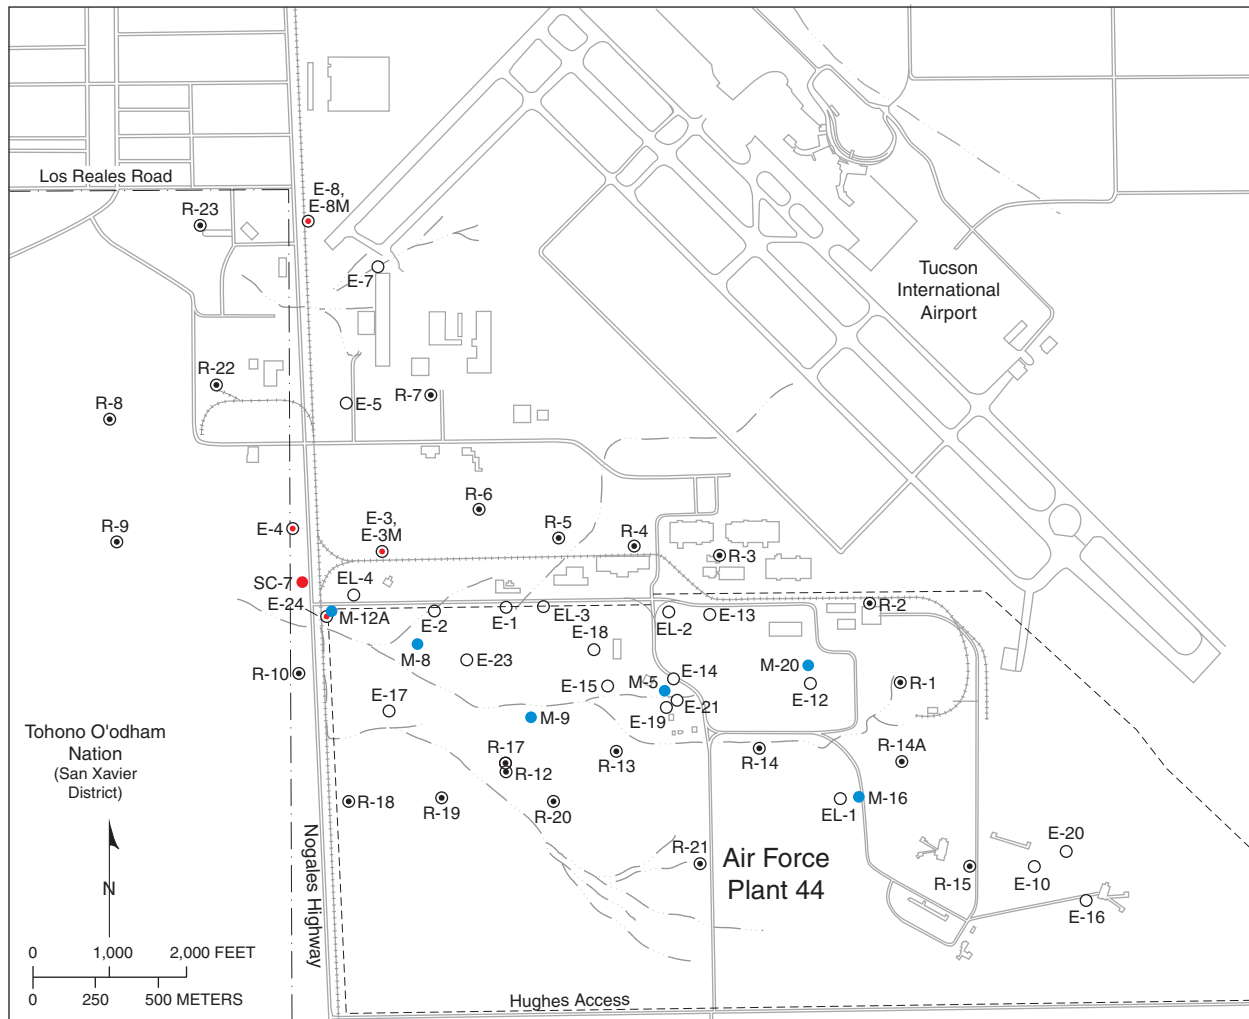 Los Reales Road
E-8,
E-8M
R-23
E-7
Tucson
International
Airport
R-22
R-7
E-5
R-8
R-6
R-9
E-4
E-3,
E-3M
R-5
R-4
R-3
SC-7
EL-4
E-24
M-12A
E-2
E-1
EL-3
E-18
EL-2
E-13
R-2
M-8
E-23
R-10
E-15
M-5
E-14
M-20
E-12
R-1
E-17
M-9
E-19
E-21
Tohono O'odham
Nation
(San Xavier
District)
R-17
R-12
R-13
R-14
R-14A
R-18
R-19
R-20
EL-1
M-16
Nogales Highway
R-21
Air Force
Plant 44
R-15
E-10
E-20
E-16
N
0 1,000 2,000 FEET
0 250 500 METERS
Hughes Access